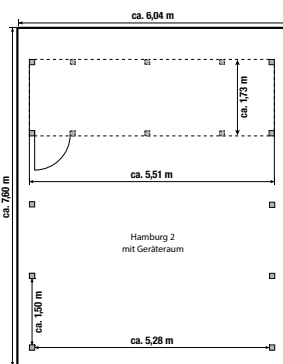 ca. 6,04 m
ca. 1,73 m
ca. 5,51 m
ca. 7,60 m
Hamburg 2
mit Geräteraum
ca. 1,50 m
ca. 5,28 m